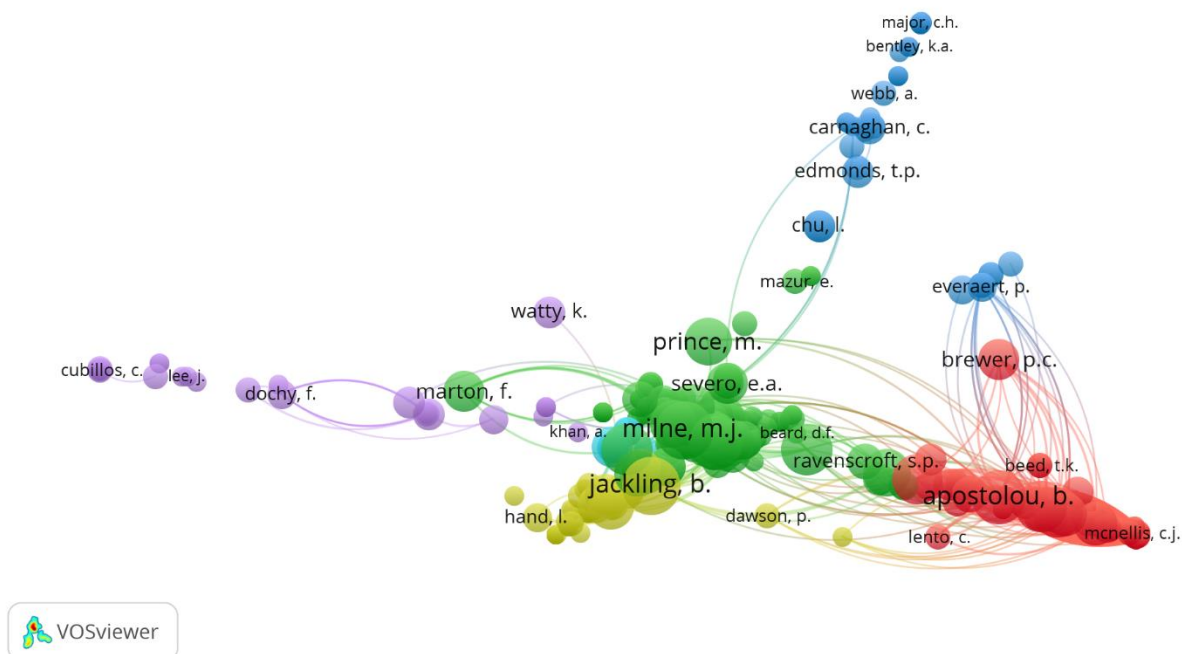 major, c.h.
bentley, k.a.
webb, a.
carnaghan, c.
edmonds, t.p.
chu, l.
mazur, e.
everaert, p.
watty, k.
prince, m.
brewer, p.c.
cubillos, c.
lee, j.
severo, e.a.
dochy, f.
marton, f.
khan, a.
milne, m.j.
beard, d.f.
ravenscroft, s.p.
beed, t.k.
jackling, b.
apostolou, b.
hand, l.
dawson, p.
lento, c.
mcnellis, c.j.
VOSviewer